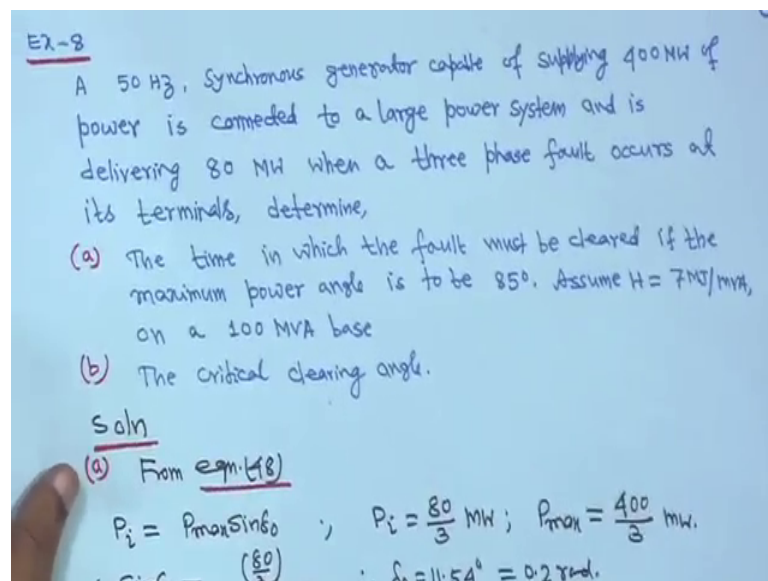 Ex-8
A 50 Hz, synchronous generator capable of supplying 400 MW of
power is connected to a large power system and is
delivering 80 MW when a three phase fault occurs at
its terminals, determine,
(a) The time in which the fault must be cleared if the
maximum power angle is to be 85°. Assume H = 7 MJ/MVA,
on a 100 MVA base
(b) The critical clearing angle.
Soln
(a) From eqn.(48)
Pi = Pmax Sinδ0 ; Pi = 80/3 MW ; Pmax = 400/3 MW.
(80/3) = 11.54° = 0.2 rad.